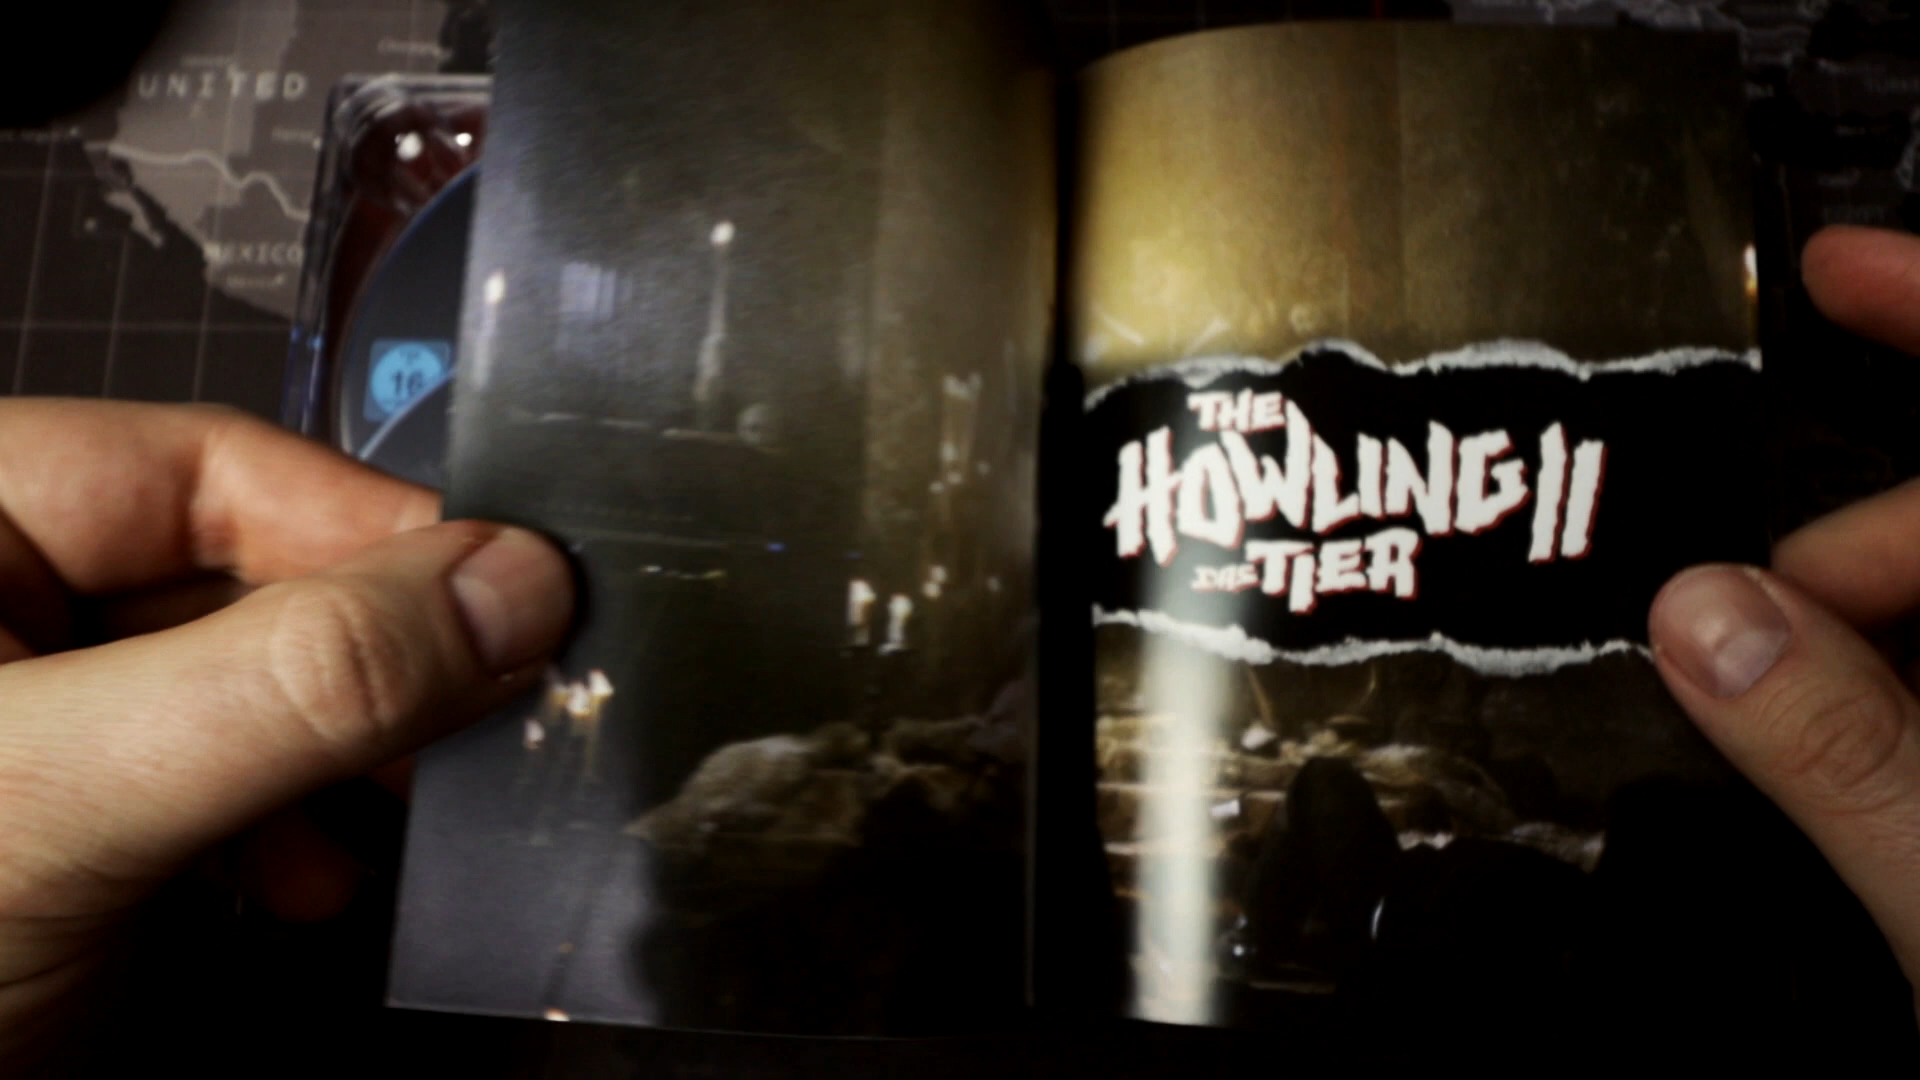 UNITED
MEXICO
16
THE
HOWLING II
DAS TIER